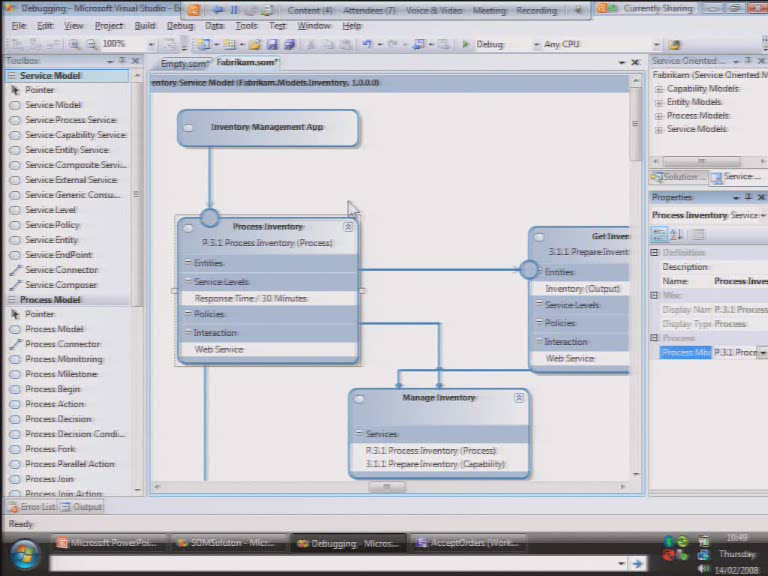 Debugging - Microsoft Visual Studio - Ex
Content (4) Attendees (7) Voice & Video Meeting Recording
Currently Sharing
File Edit View Project Build Debug Data Tools Test Window Help
100% Debug Any CPU
Toolbox
Service Model
Pointer
Service Model
Service Process Service
Service Capability Service
Service Entity Service
Service Composite Servi...
Service External Service
Service Generic Consu...
Service Level
Service Policy
Service Entity
Service EndPoint
Service Connector
Service Composer
Process Model
Pointer
Process Model
Process Connector
Process Monitoring
Process Milestone
Process Begin
Process Action
Process Decision
Process Decision Condi...
Process Fork
Process Parallel Action
Process Join
Process Join Action
Error List Output
Ready
Empty.som* Fabrikam.som*
entory Service Model (Fabrikam.Models.Inventory, 1.0.0.0)
Inventory Management App
Process Inventory
P.3.1 Process Inventory (Process)
Entities
Service Levels
Response Time / 30 Minutes
Policies
Interaction
Web Service
Get Inven
3.1.1 Prepare Invent
Entities
Inventory (Output)
Service Levels
Policies
Interaction
Web Service
Manage Inventory
Services
P.3.1 Process Inventory (Process)
3.1.1 Prepare Inventory (Capability)
Service Oriented...
Fabrikam (Service Oriented M
Capability Models
Entity Models
Process Models
Service Models
Solution... Service...
Properties
Process Inventory Service
Definition
Description
Name Process Inven
Misc
Display Nam P.3.1 Process
Display Type Process
Process
Process Mod P.3.1 Proce
Microsoft PowerPoi... SOMSolution - Micr... Debugging - Micros... AcceptOrders (Work...
10:49
Thursday
14/02/2008